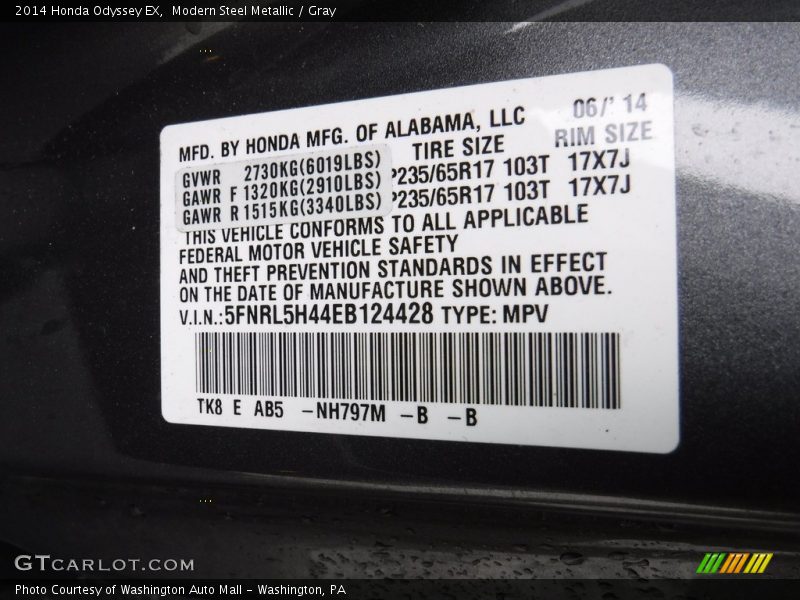 2014 Honda Odyssey EX, Modern Steel Metallic / Gray
MFD. BY HONDA MFG. OF ALABAMA, LLC 06/'14
TIRE SIZE RIM SIZE
GVWR 2730KG(6019LBS)
GAWR F 1320KG(2910LBS) P235/65R17 103T 17X7J
GAWR R 1515KG(3340LBS) P235/65R17 103T 17X7J
THIS VEHICLE CONFORMS TO ALL APPLICABLE
FEDERAL MOTOR VEHICLE SAFETY
AND THEFT PREVENTION STANDARDS IN EFFECT
ON THE DATE OF MANUFACTURE SHOWN ABOVE.
V.I.N.:5FNRL5H44EB124428 TYPE: MPV
TK8 E AB5 -NH797M -B -B
GTCARLOT.COM
Photo Courtesy of Washington Auto Mall - Washington, PA